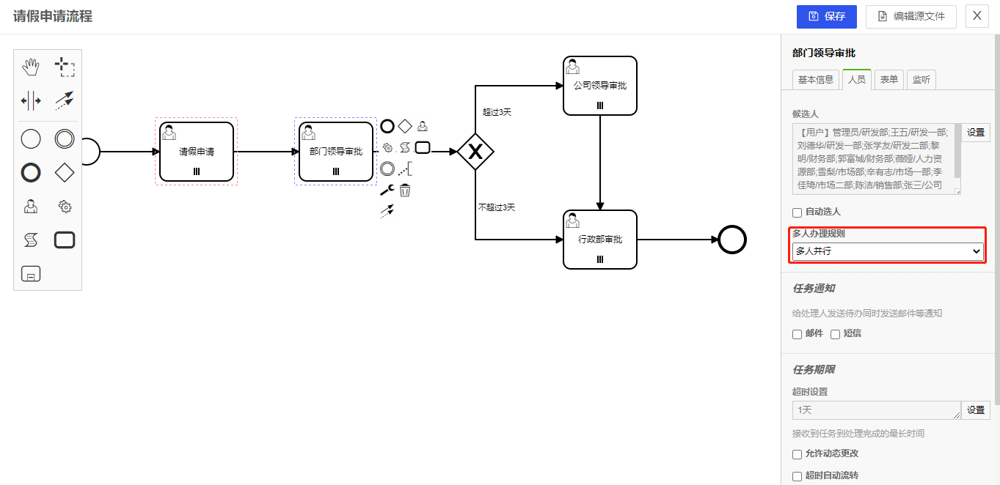 请假申请流程
保存
编辑源文件
X
请假申请
部门领导审批
超过3天
不超过3天
公司领导审批
行政部审批
部门领导审批
基本信息
人员
表单
监听
候选人
【用户】管理员/研发部;王五/研发一部;
刘德华/研发一部;张学友/研发二部;黎
明/财务部;郭富城/财务部;薇娅/人力资
源部;雪梨/市场部;辛有志/市场一部;李
佳琦/市场二部;陈洁/销售部;张三/公司
设置
自动选人
多人办理规则
多人并行
任务通知
给处理人发送待办同时发送邮件等通知
邮件
短信
任务期限
超时设置
1天
设置
接收到任务到处理完成的最长时间
允许动态更改
超时自动流转